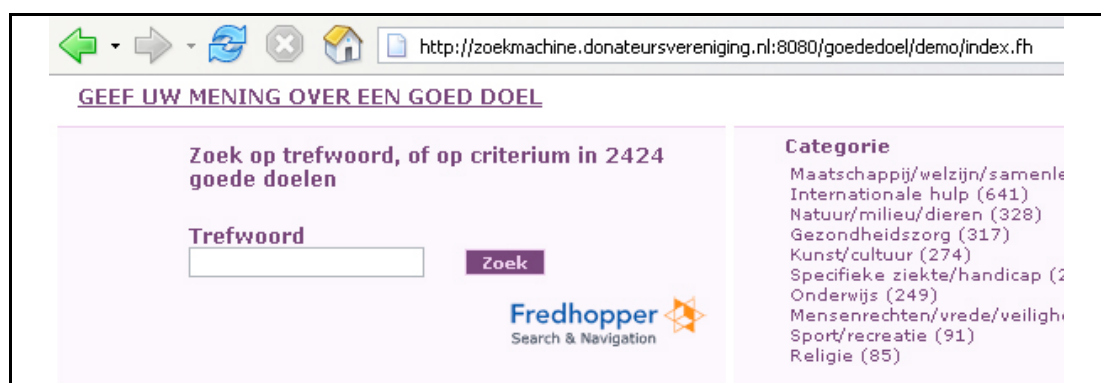 http://zoekmachine.donateursvereniging.nl:8080/goededoel/demo/index.fh
GEEF UW MENING OVER EEN GOED DOEL
Zoek op trefwoord, of op criterium in 2424
goede doelen
Trefwoord
Zoek
Fredhopper
Search & Navigation
Categorie
Maatschappij/welzijn/samenle
Internationale hulp (641)
Natuur/milieu/dieren (328)
Gezondheidszorg (317)
Kunst/cultuur (274)
Specifieke ziekte/handicap (2
Onderwijs (249)
Mensenrechten/vrede/veilighe
Sport/recreatie (91)
Religie (85)